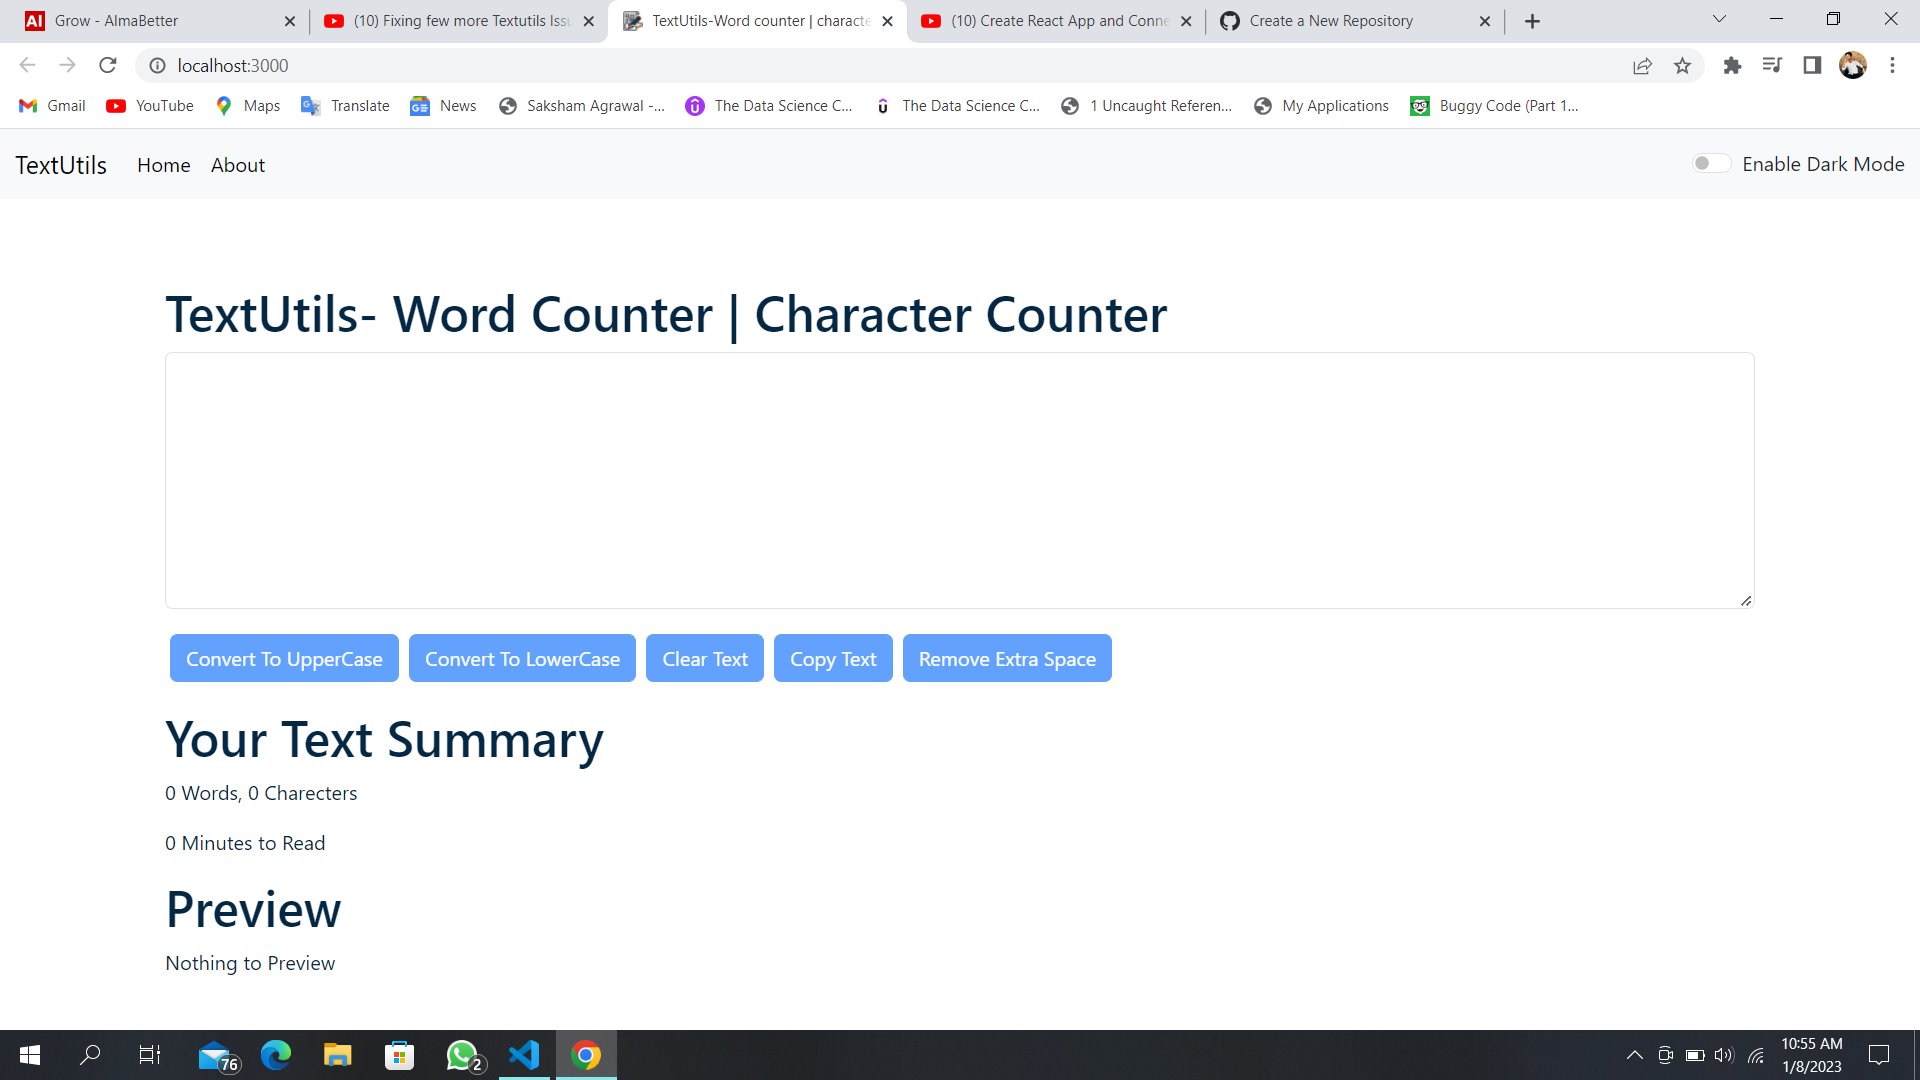 Grow - AlmaBetter
(10) Fixing few more Textutils Issu
TextUtils-Word counter | characte
(10) Create React App and Conne
Create a New Repository
localhost:3000
Gmail
YouTube
Maps
Translate
News
Saksham Agrawal -...
The Data Science C...
The Data Science C...
1 Uncaught Referen...
My Applications
Buggy Code (Part 1...
TextUtils
Home
About
Enable Dark Mode
TextUtils- Word Counter | Character Counter
Convert To UpperCase
Convert To LowerCase
Clear Text
Copy Text
Remove Extra Space
Your Text Summary
0 Words, 0 Charecters
0 Minutes to Read
Preview
Nothing to Preview
76
2
10:55 AM
1/8/2023